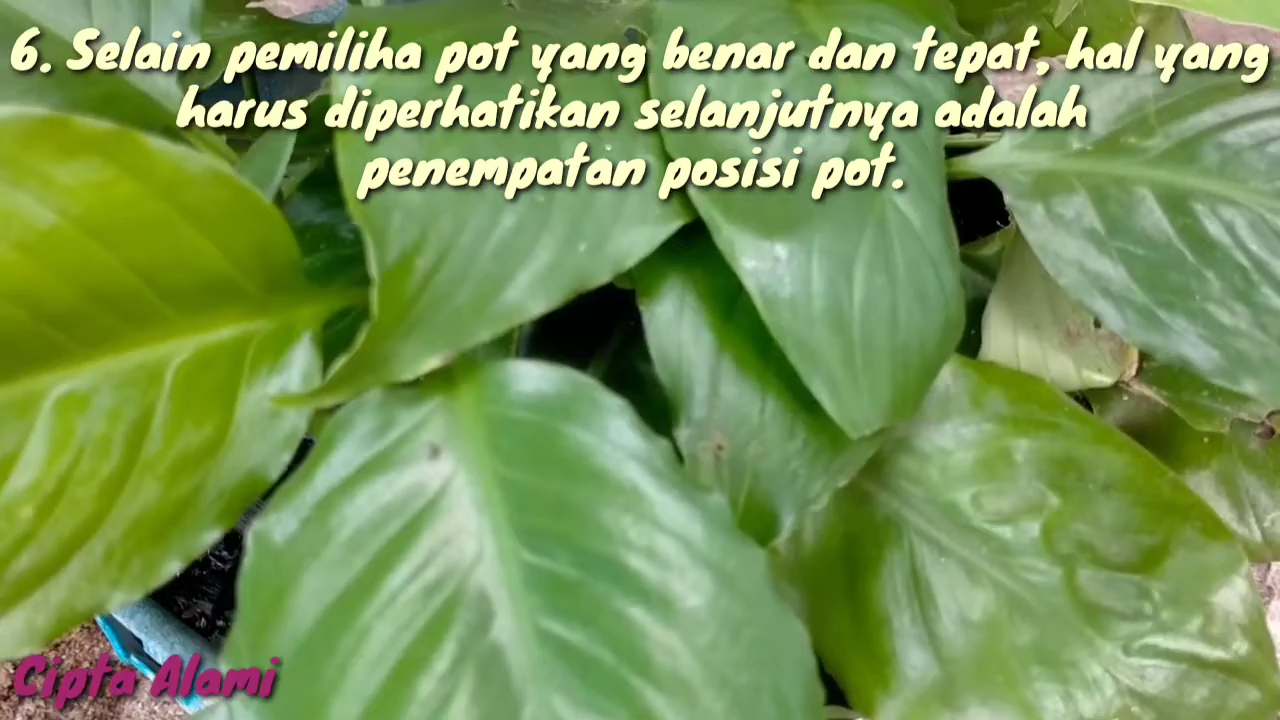 6. Selain pemiliha pot yang benar dan tepat, hal yang
harus diperhatikan selanjutnya adalah
penempatan posisi pot.
Cipta Alami